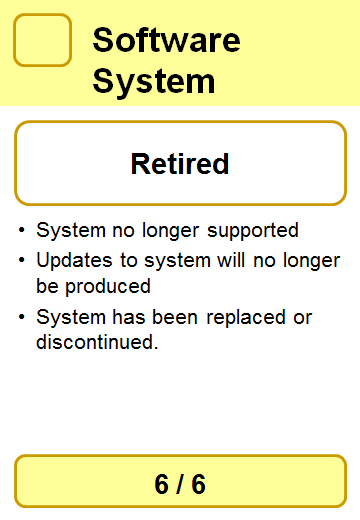 Software
System
Retired
• System no longer supported
• Updates to system will no longer
be produced
• System has been replaced or
discontinued.
6 / 6